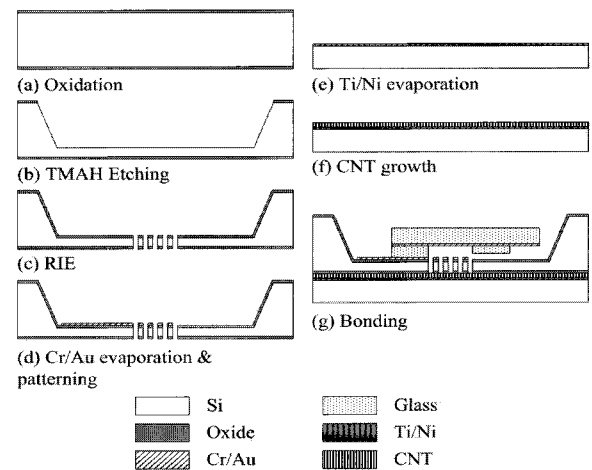 (a) Oxidation
(b) TMAH Etching
(c) RIE
(d) Cr/Au evaporation &
patterning
(e) Ti/Ni evaporation
(f) CNT growth
(g) Bonding
Si
Oxide
Cr/Au
Glass
Ti/Ni
CNT